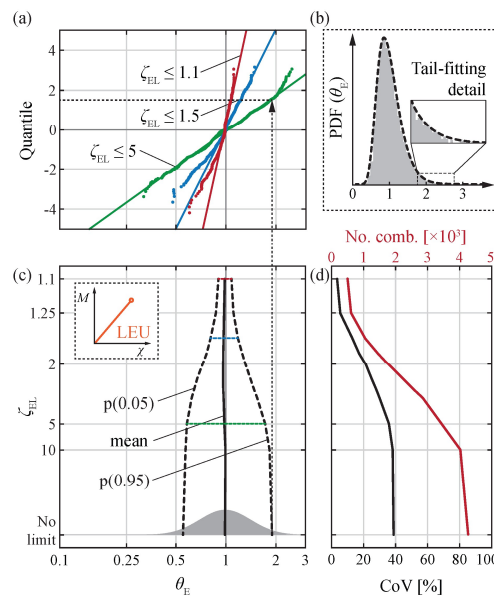 (a)
4
2
0
-2
-4
Quantile
ζEL ≤ 1.1
ζEL ≤ 1.5
ζEL ≤ 5
(b)
PDF (θE)
Tail-fitting
detail
0 1 2 3
No. comb. [×10³]
0 1 2 3 4 5
(c)
1.1
1.25
2
5
10
No
limit
ζEL
M
LEU
χ
p(0.05)
mean
p(0.95)
0.1 0.25 0.5 1 2 3
θE
(d)
0 20 40 60 80 100
CoV [%]